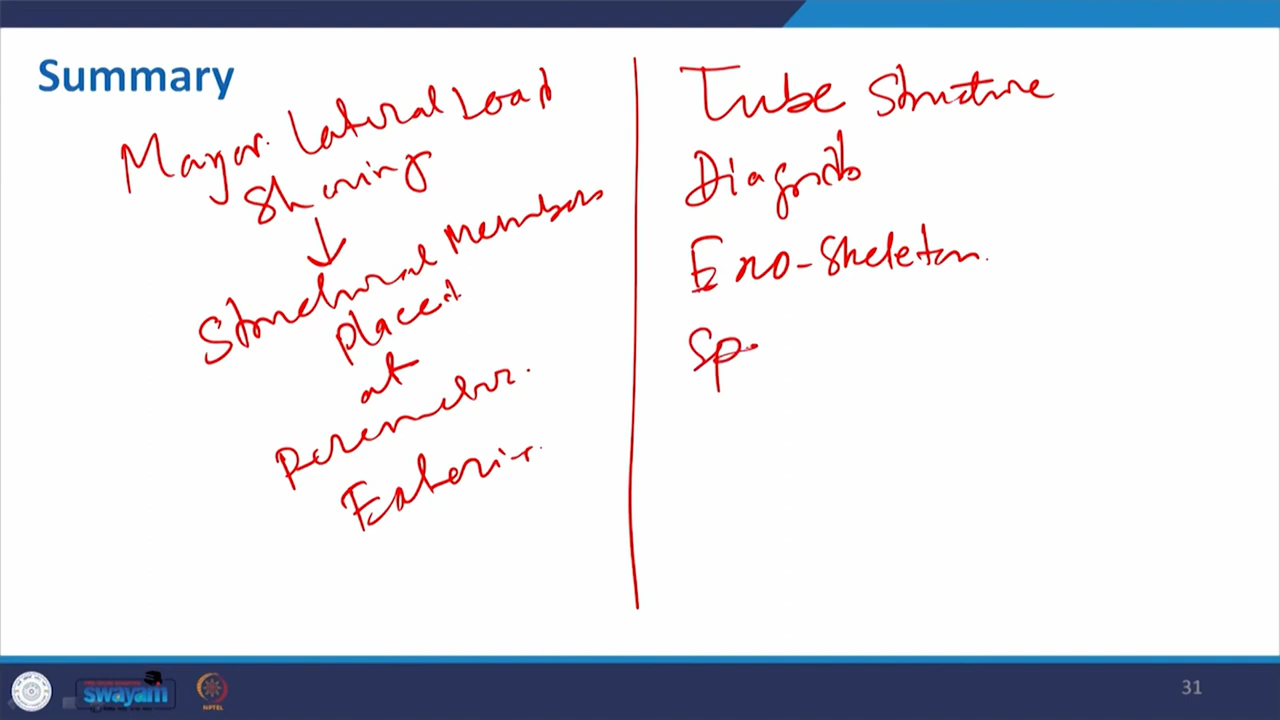 Summary
Major Lateral Load
Sharing
Structural Members
placed
at
Perimeter.
Exterior.
Tube Structure
Diagrids
Exo-Skeleton.
Sp
swayam
NPTEL
31